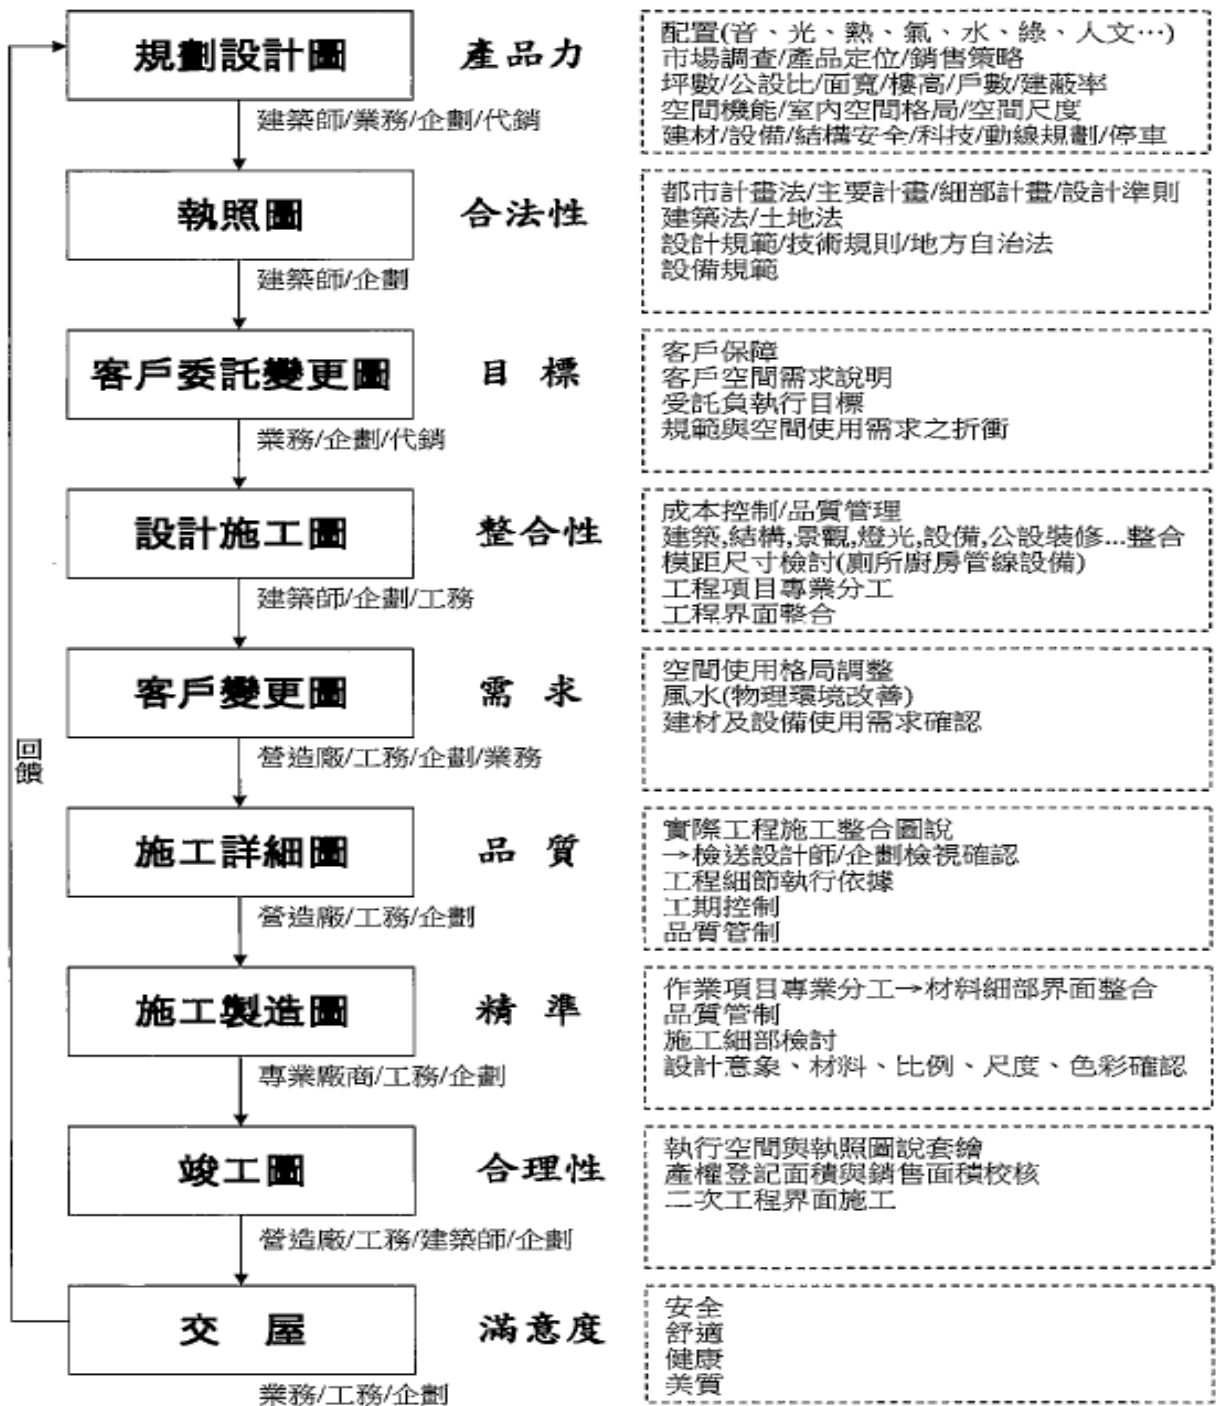 規劃設計圖
產品力
配置(音、光、熱、氣、水、綠、人文…)
市場調查/產品定位/銷售策略
坪數/公設比/面寬/樓高/戶數/建蔽率
空間機能/室內空間格局/空間尺度
建材/設備/結構安全/科技/動線規劃/停車
建築師/業務/企劃/代銷
執照圖
合法性
都市計畫法/主要計畫/細部計畫/設計準則
建築法/土地法
設計規範/技術規則/地方自治法
設備規範
建築師/企劃
客戶委託變更圖
目標
客戶保障
客戶空間需求說明
受託負執行目標
規範與空間使用需求之折衝
業務/企劃/代銷
設計施工圖
整合性
成本控制/品質管理
建築,結構,景觀,燈光,設備,公設裝修...整合
模距尺寸檢討(廁所廚房管線設備)
工程項目專業分工
工程界面整合
建築師/企劃/工務
客戶變更圖
需求
空間使用格局調整
風水(物理環境改善)
建材及設備使用需求確認
營造廠/工務/企劃/業務
回饋
施工詳細圖
品質
實際工程施工整合圖說
→檢送設計師/企劃檢視確認
工程細節執行依據
工期控制
品質管制
營造廠/工務/企劃
施工製造圖
精準
作業項目專業分工→材料細部界面整合
品質管制
施工細部檢討
設計意象、材料、比例、尺度、色彩確認
專業廠商/工務/企劃
竣工圖
合理性
執行空間與執照圖說套繪
產權登記面積與銷售面積校核
二次工程界面施工
營造廠/工務/建築師/企劃
交屋
滿意度
安全
舒適
健康
美質
業務/工務/企劃